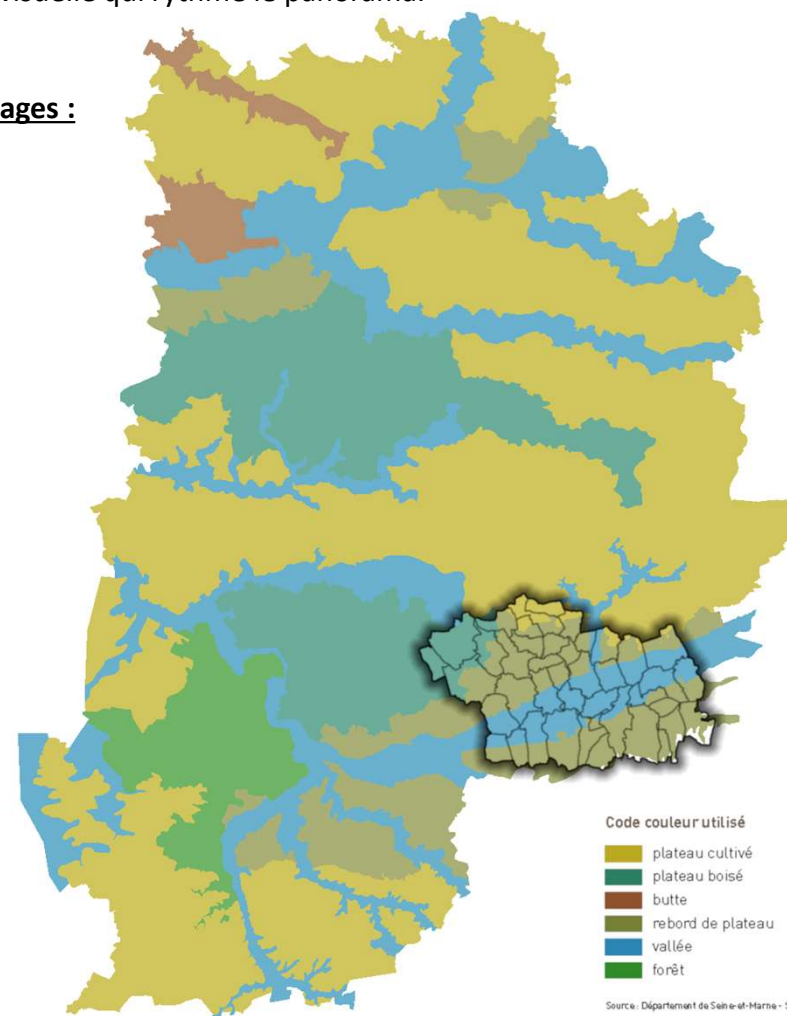 visuelle qui rythme le panorama.
ages :
Code couleur utilisé
plateau cultivé
plateau boisé
butte
rebord de plateau
vallée
forêt
Source : Département de Seine-et-Marne - S